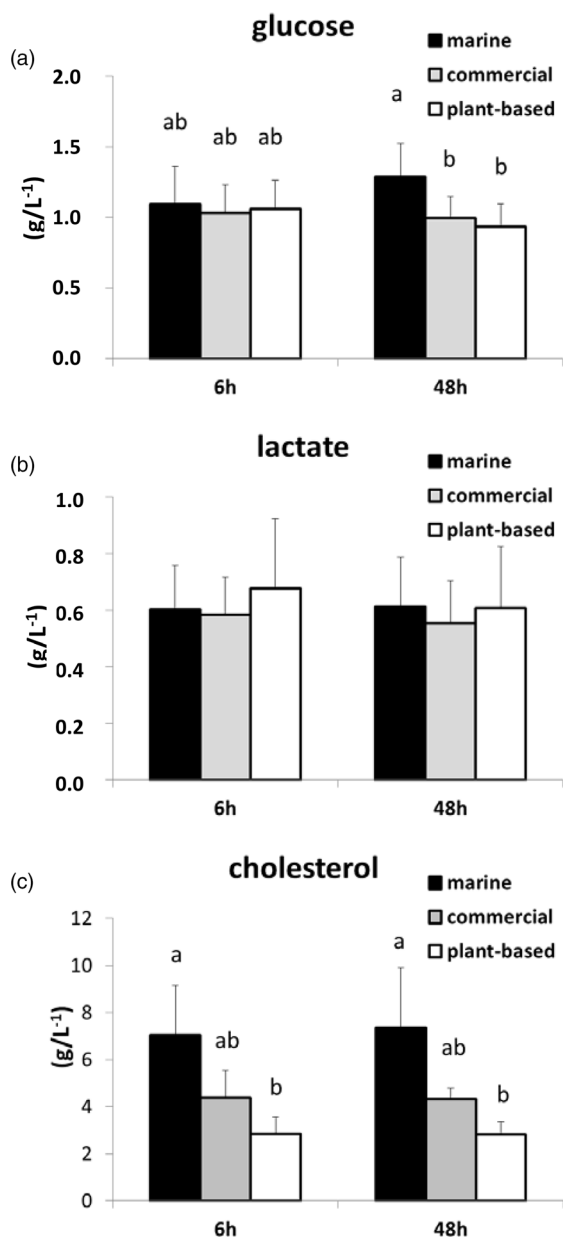 glucose
(a)
marine
commercial
plant-based
2.0
1.5
1.0
0.5
0.0
(g/L-1)
ab
ab
ab
a
b
b
6h
48h
lactate
(b)
marine
commercial
plant-based
1.0
0.8
0.6
0.4
0.2
0.0
(g/L-1)
6h
48h
cholesterol
(c)
marine
commercial
plant-based
12
10
8
6
4
2
0
(g/L-1)
a
ab
b
a
ab
b
6h
48h